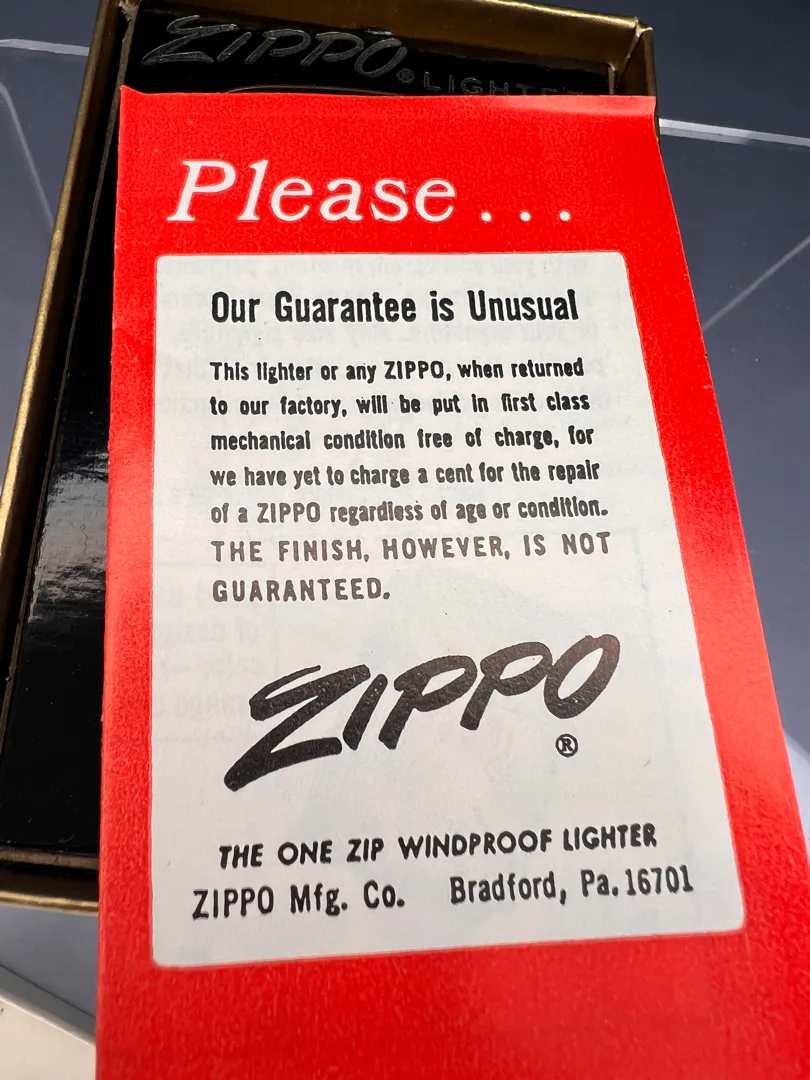 ZIPPO® LIGHTER
Please...
Our Guarantee is Unusual
This lighter or any ZIPPO, when returned
to our factory, will be put in first class
mechanical condition free of charge, for
we have yet to charge a cent for the repair
of a ZIPPO regardless of age or condition.
THE FINISH, HOWEVER, IS NOT
GUARANTEED.
ZIPPO
®
THE ONE ZIP WINDPROOF LIGHTER
ZIPPO Mfg. Co. Bradford, Pa. 16701